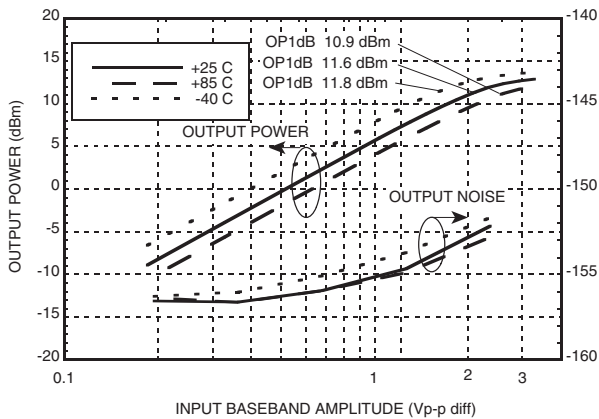 20
15
10
5
0
-5
-10
-15
-20
OUTPUT POWER (dBm)
-140
-144
-150
-155
-160
+25 C
+85 C
-40 C
OP1dB 10.9 dBm
OP1dB 11.6 dBm
OP1dB 11.8 dBm
OUTPUT POWER
OUTPUT NOISE
0.1
1
2
3
INPUT BASEBAND AMPLITUDE (Vp-p diff)